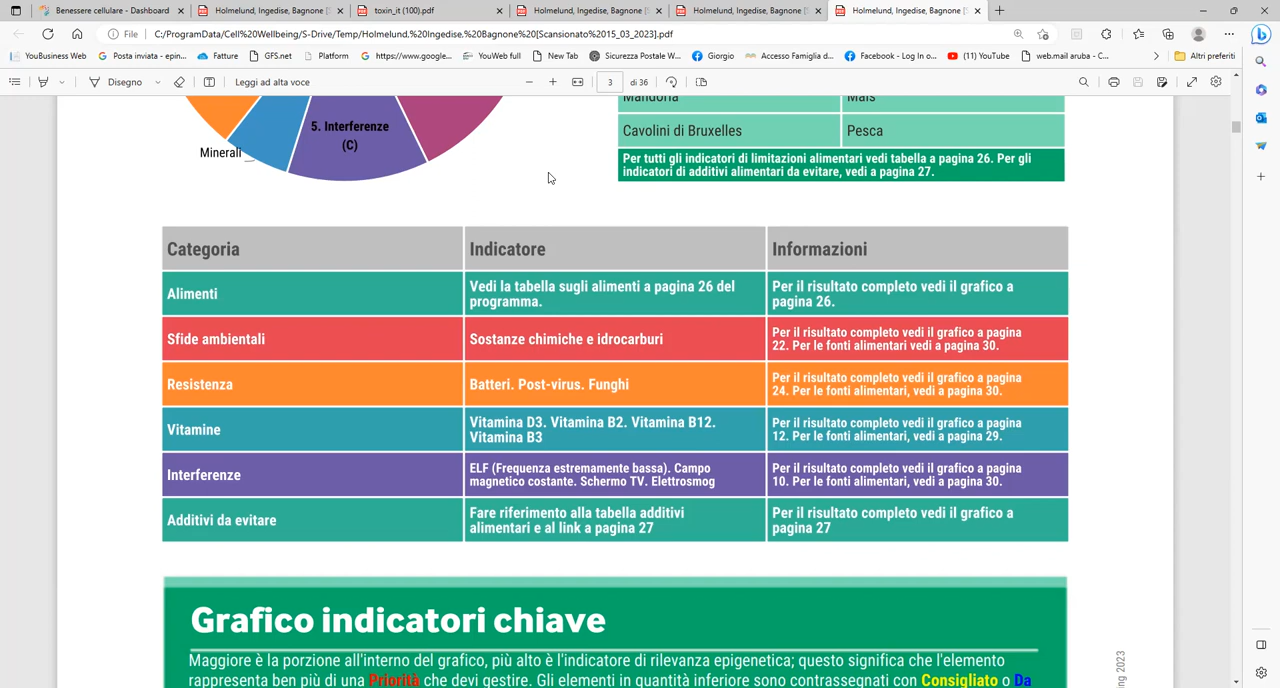 Benessere cellulare - Dashboard
Holmelund, Ingedise, Bagnone [S
toxin_it (100).pdf
Holmelund, Ingedise, Bagnone [S
Holmelund, Ingedise, Bagnone [S
Holmelund, Ingedise, Bagnone [S
File
C:/ProgramData/Cell%20Wellbeing/S-Drive/Temp/Holmelund,%20Ingedise,%20Bagnone%20[Scansionato%2015_03_2023].pdf
YouBusiness Web
Posta inviata - epin...
Fatture
GFS.net
Platform
https://www.google...
YouWeb full
New Tab
Sicurezza Postale W...
Giorgio
Accesso Famiglia d...
Facebook - Log In o...
(11) YouTube
web.mail aruba - C...
Altri preferiti
Disegno
Leggi ad alta voce
3
di 36
5. Interferenze
(C)
Minerali
Mandorla
Mais
Cavolini di Bruxelles
Pesca
Per tutti gli indicatori di limitazioni alimentari vedi tabella a pagina 26. Per gli
indicatori di additivi alimentari da evitare, vedi a pagina 27.
Categoria
Indicatore
Informazioni
Alimenti
Vedi la tabella sugli alimenti a pagina 26 del
programma.
Per il risultato completo vedi il grafico a
pagina 26.
Sfide ambientali
Sostanze chimiche e idrocarburi
Per il risultato completo vedi il grafico a pagina
22. Per le fonti alimentari vedi a pagina 30.
Resistenza
Batteri. Post-virus. Funghi
Per il risultato completo vedi il grafico a pagina
24. Per le fonti alimentari, vedi a pagina 30.
Vitamine
Vitamina D3. Vitamina B2. Vitamina B12.
Vitamina B3
Per il risultato completo vedi il grafico a pagina
12. Per le fonti alimentari, vedi a pagina 29.
Interferenze
ELF (Frequenza estremamente bassa). Campo
magnetico costante. Schermo TV. Elettrosmog
Per il risultato completo vedi il grafico a pagina
10. Per le fonti alimentari, vedi a pagina 30.
Additivi da evitare
Fare riferimento alla tabella additivi
alimentari e al link a pagina 27
Per il risultato completo vedi il grafico a
pagina 27
Grafico indicatori chiave
Maggiore è la porzione all'interno del grafico, più alto è l'indicatore di rilevanza epigenetica; questo significa che l'elemento
rappresenta ben più di una Priorità che devi gestire. Gli elementi in quantità inferiore sono contrassegnati con Consigliato o Da
ing 2023